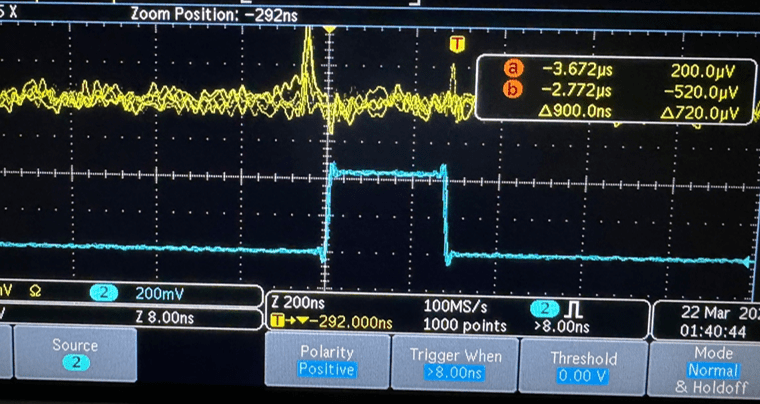 X
Zoom Position: -292ns
T
a -3.672µs 200.0µV
b -2.772µs -520.0µV
Δ900.0ns Δ720.0µV
V Ω 2 200mV
Z 8.00ns
Z 200ns 100MS/s 2
T→▼-292.000ns 1000 points >8.00ns
22 Mar
01:40:44
Source
2
Polarity
Positive
Trigger When
>8.00ns
Threshold
0.00 V
Mode
Normal
& Holdoff